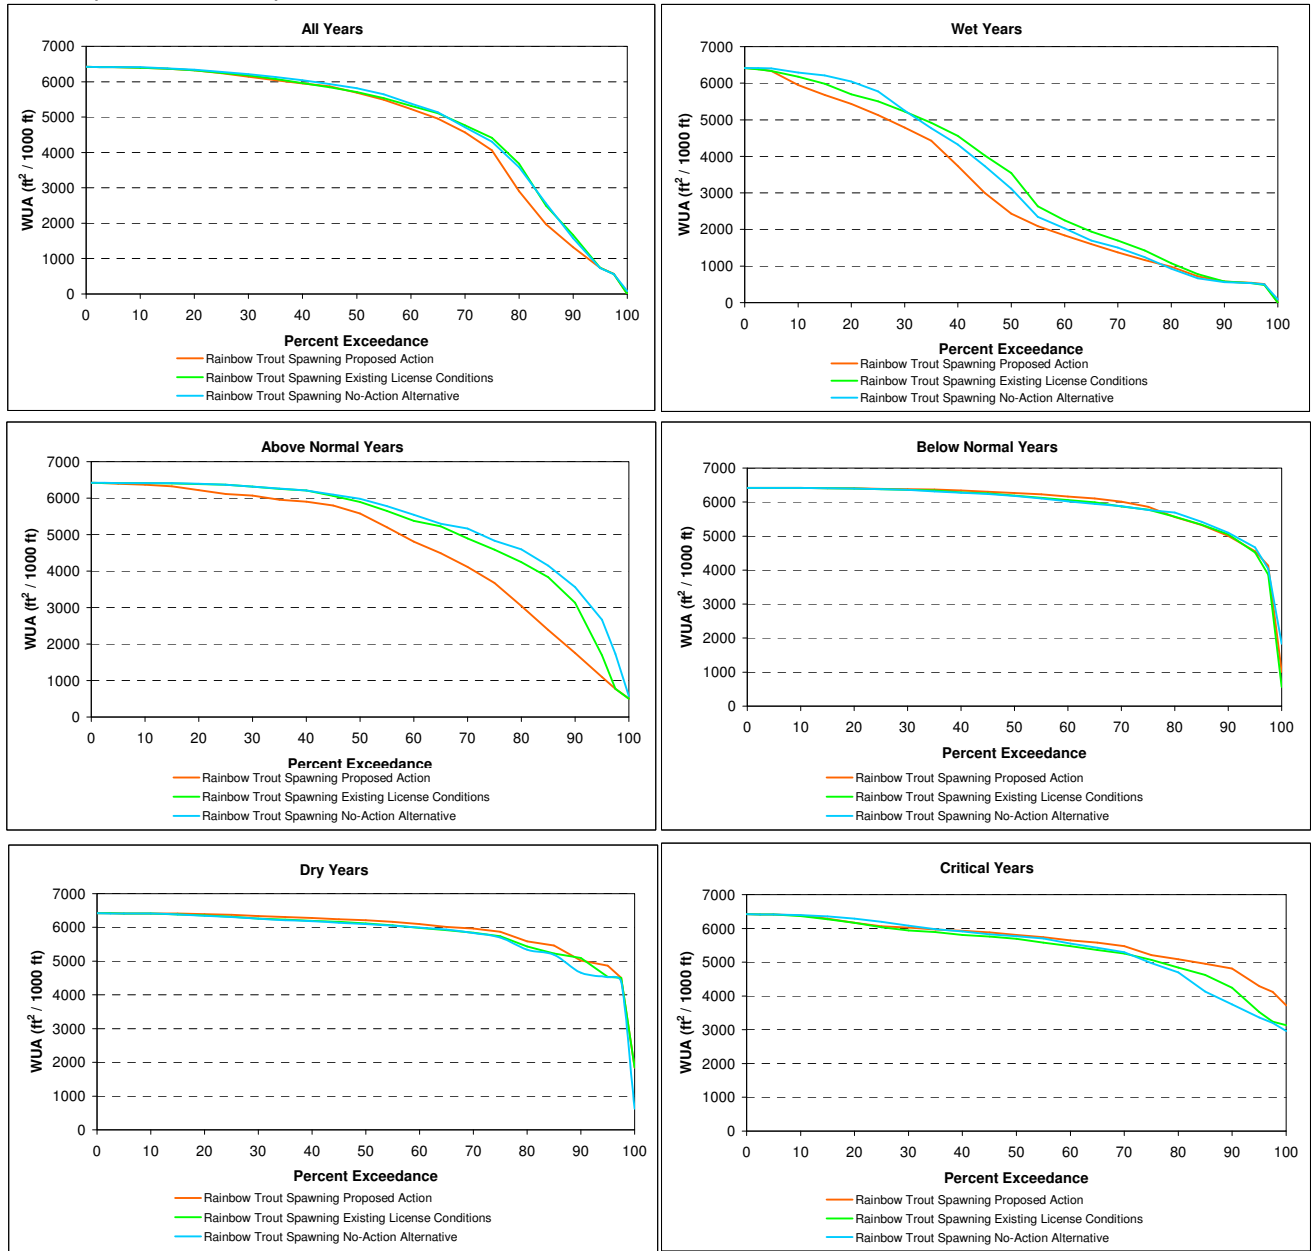 All Years
WUA (ft² / 1000 ft)
7000
6000
5000
4000
3000
2000
1000
0
0 10 20 30 40 50 60 70 80 90 100
Percent Exceedance
Rainbow Trout Spawning Proposed Action
Rainbow Trout Spawning Existing License Conditions
Rainbow Trout Spawning No-Action Alternative
Wet Years
WUA (ft² / 1000 ft)
7000
6000
5000
4000
3000
2000
1000
0
0 10 20 30 40 50 60 70 80 90 100
Percent Exceedance
Rainbow Trout Spawning Proposed Action
Rainbow Trout Spawning Existing License Conditions
Rainbow Trout Spawning No-Action Alternative
Above Normal Years
WUA (ft² / 1000 ft)
7000
6000
5000
4000
3000
2000
1000
0
0 10 20 30 40 50 60 70 80 90 100
Percent Exceedance
Rainbow Trout Spawning Proposed Action
Rainbow Trout Spawning Existing License Conditions
Rainbow Trout Spawning No-Action Alternative
Below Normal Years
WUA (ft² / 1000 ft)
7000
6000
5000
4000
3000
2000
1000
0
0 10 20 30 40 50 60 70 80 90 100
Percent Exceedance
Rainbow Trout Spawning Proposed Action
Rainbow Trout Spawning Existing License Conditions
Rainbow Trout Spawning No-Action Alternative
Dry Years
WUA (ft² / 1000 ft)
7000
6000
5000
4000
3000
2000
1000
0
0 10 20 30 40 50 60 70 80 90 100
Percent Exceedance
Rainbow Trout Spawning Proposed Action
Rainbow Trout Spawning Existing License Conditions
Rainbow Trout Spawning No-Action Alternative
Critical Years
WUA (ft² / 1000 ft)
7000
6000
5000
4000
3000
2000
1000
0
0 10 20 30 40 50 60 70 80 90 100
Percent Exceedance
Rainbow Trout Spawning Proposed Action
Rainbow Trout Spawning Existing License Conditions
Rainbow Trout Spawning No-Action Alternative